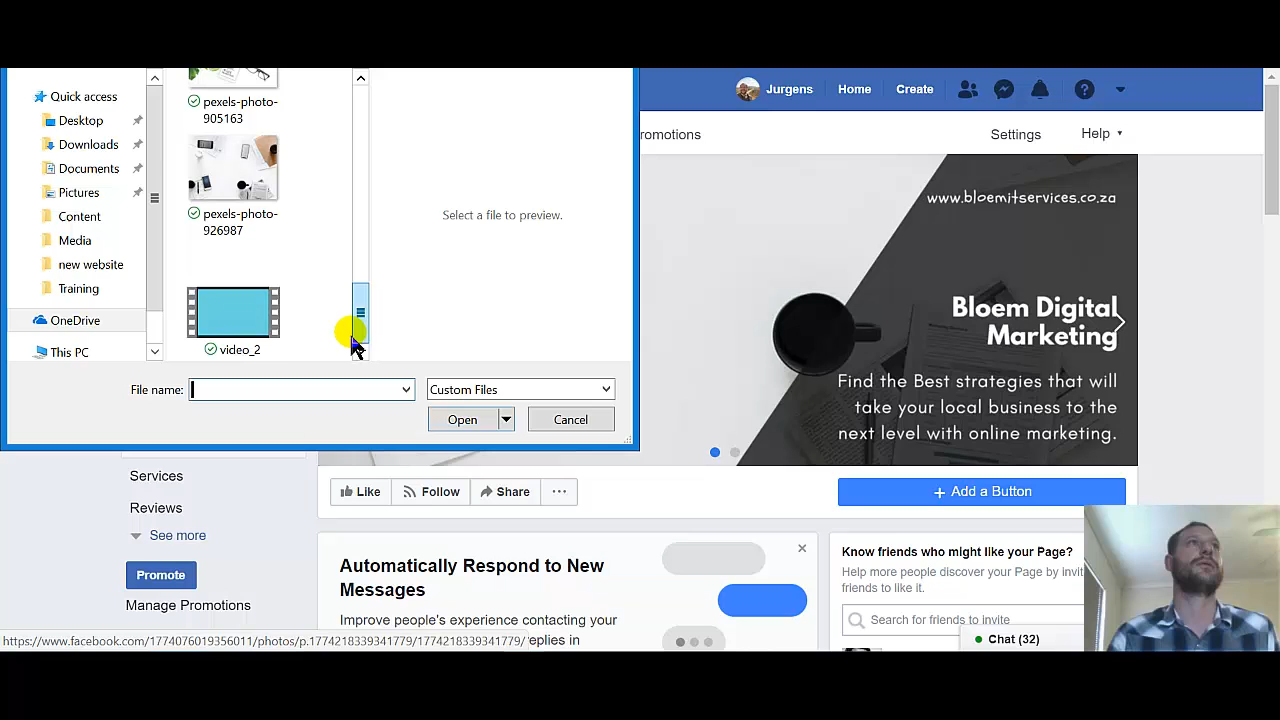 Quick access
Desktop
Downloads
Documents
Pictures
Content
Media
new website
Training
OneDrive
This PC
pexels-photo-
905163
pexels-photo-
926987
video_2
Select a file to preview.
File name:
Custom Files
Open
Cancel
Jurgens
Home
Create
romotions
Settings
Help
www.bloemitservices.co.za
Bloem Digital
Marketing
Find the Best strategies that will
take your local business to the
next level with online marketing.
Services
Reviews
See more
Promote
Manage Promotions
Like
Follow
Share
+ Add a Button
Automatically Respond to New
Messages
Improve people's experience contacting your
eplies in
Know friends who might like your Page?
Help more people discover your Page by invit
friends to like it.
Search for friends to invite
Chat (32)
https://www.facebook.com/1774076019356011/photos/p.1774218339341779/1774218339341779/